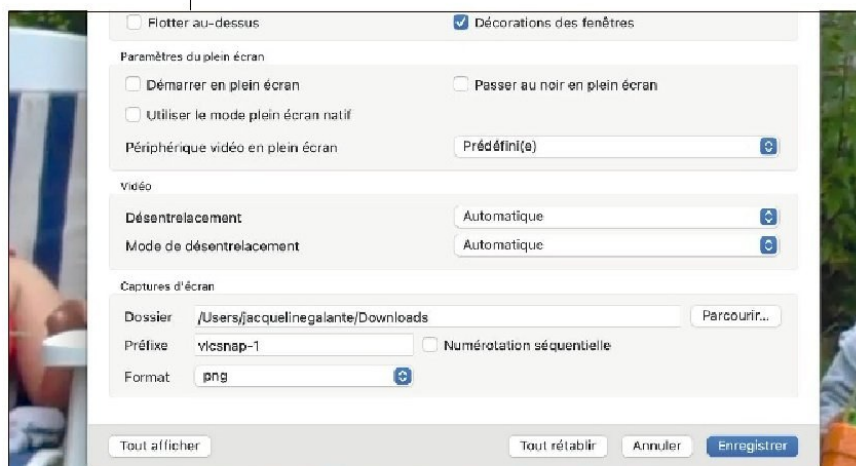 Flotter au-dessus Décorations des fenêtres
Paramètres du plein écran
Démarrer en plein écran Passer au noir en plein écran
Utiliser le mode plein écran natif
Périphérique vidéo en plein écran Prédéfini(e)
Vidéo
Désentrelacement Automatique
Mode de désentrelacement Automatique
Captures d'écran
Dossier /Users/jacquelinegalante/Downloads Parcourir...
Préfixe vlcsnap-1 Numérotation séquentielle
Format png
Tout afficher Tout rétablir Annuler Enregistrer